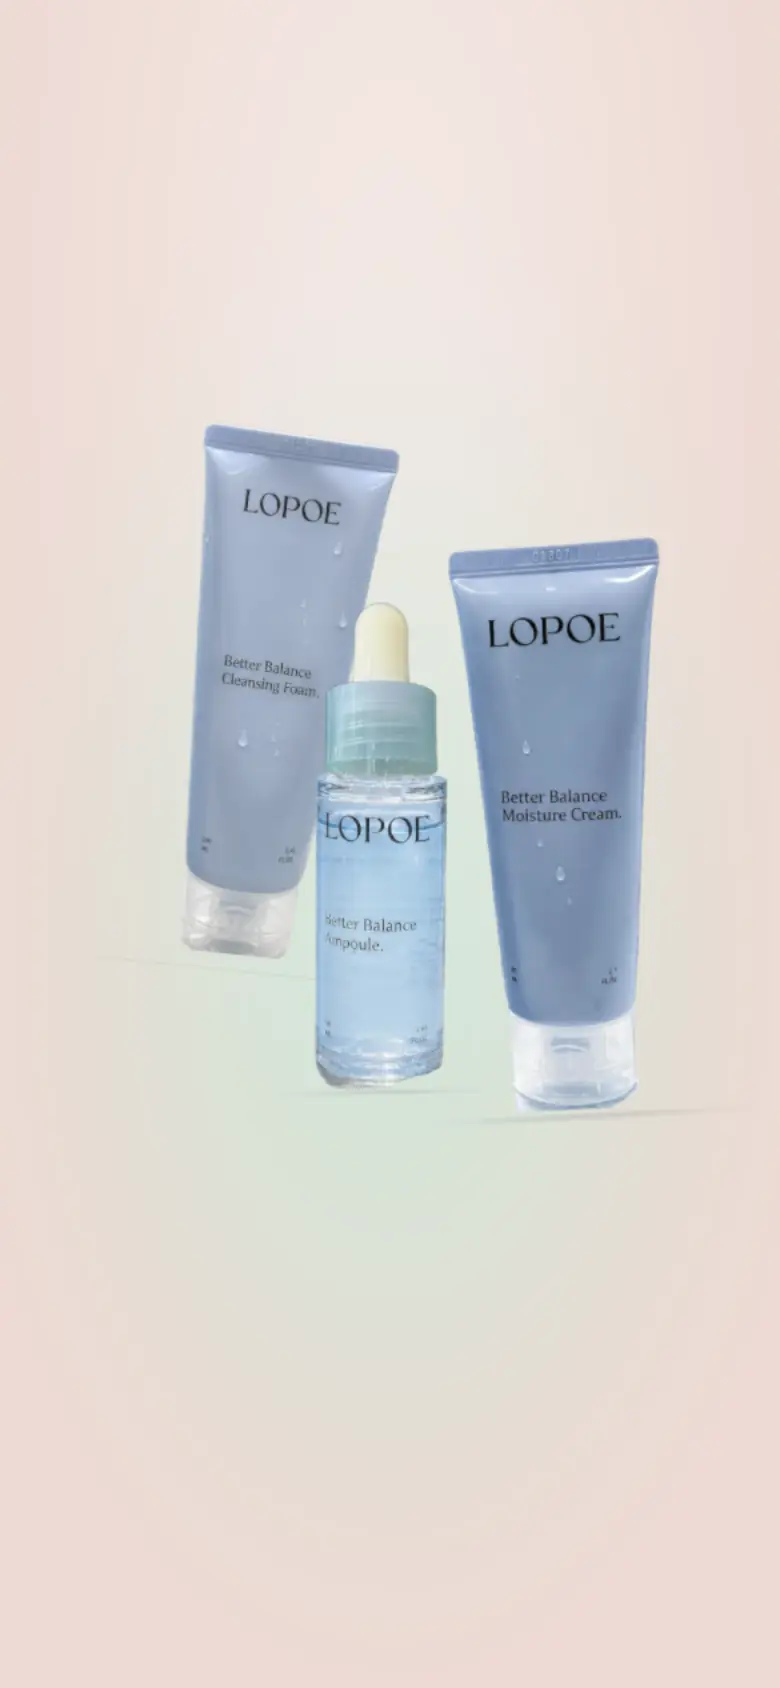 LOPOE
Better Balance
Cleansing Foam.
LOPOE
Better Balance
Ampoule.
LOPOE
Better Balance
Moisture Cream.